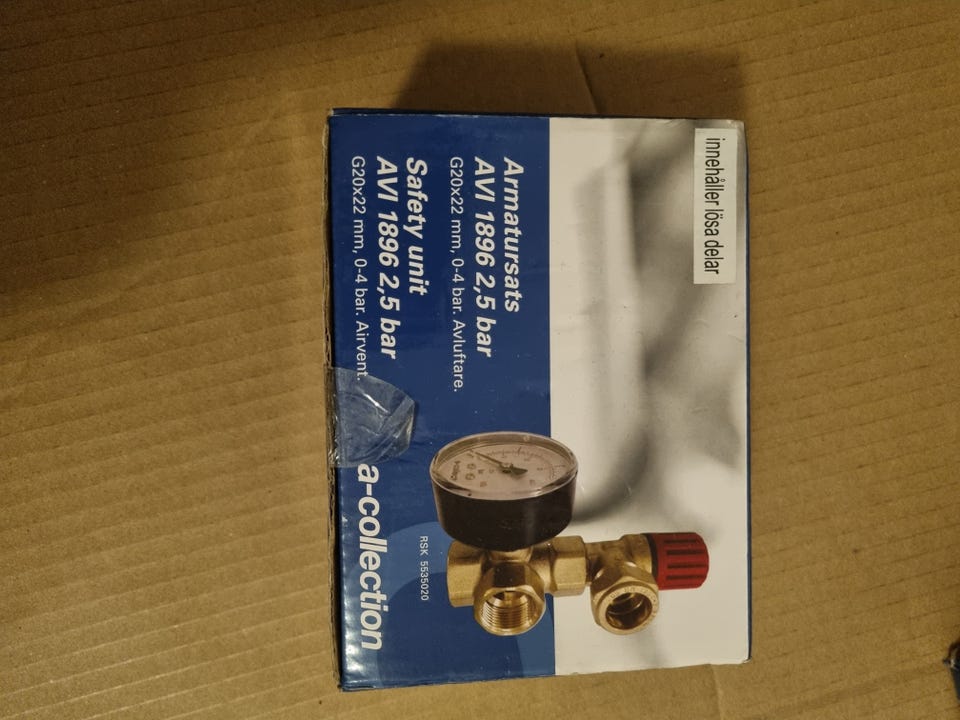 innehåller lösa delar
Armatursats
AVI 1896 2,5 bar
G20x22 mm, 0-4 bar. Avluftare.
Safety unit
AVI 1896 2,5 bar
G20x22 mm, 0-4 bar. Airvent.
RSK 5535020
a-collection